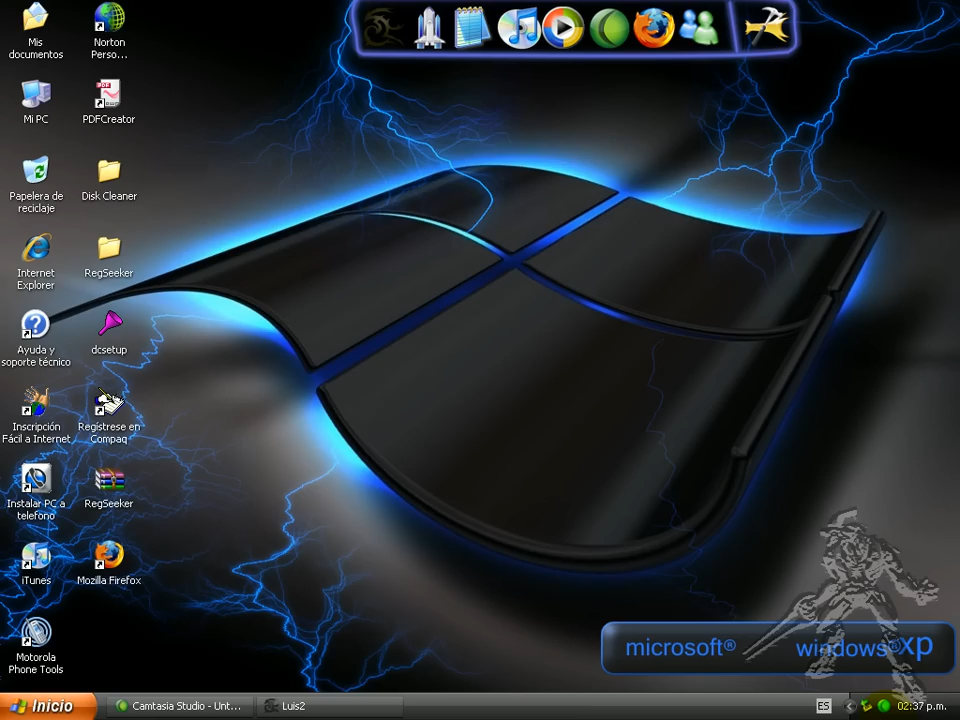 Mis
documentos
Norton
Perso...
Mi PC
PDFCreator
Papelera de
reciclaje
Disk Cleaner
Internet
Explorer
RegSeeker
Ayuda y
soporte técnico
dcsetup
Inscripción
Fácil a Internet
Regístrese en
Compaq
Instalar PC a
telefono
RegSeeker
iTunes
Mozilla Firefox
Motorola
Phone Tools
microsoft® windows® xp
Inicio
Camtasia Studio - Unt...
Luis2
ES
02:37 p.m.